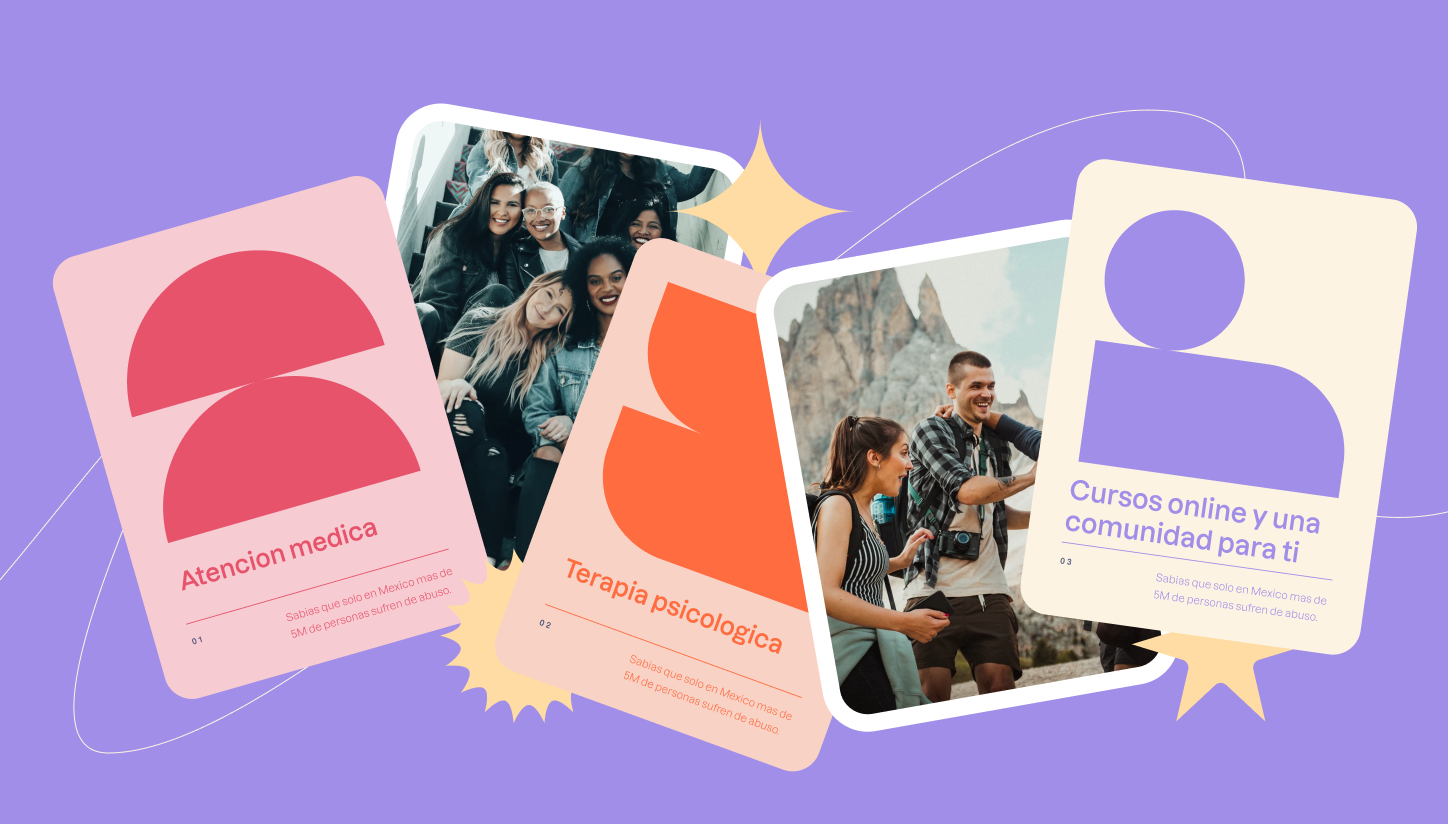 Atencion medica
01
Sabias que solo en Mexico mas de
5M de personas sufren de abuso.
Terapia psicologica
02
Sabias que solo en Mexico mas de
5M de personas sufren de abuso.
Cursos online y una
comunidad para ti
03
Sabias que solo en Mexico mas de
5M de personas sufren de abuso.